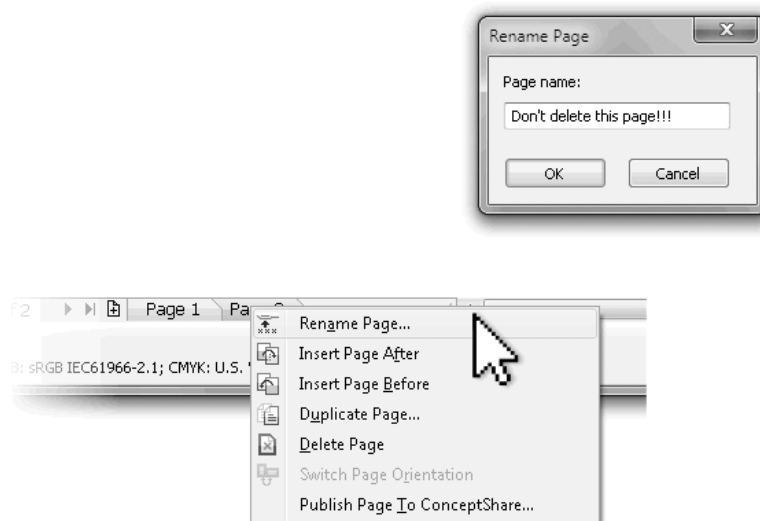 Rename Page
Page name:
Don't delete this page!!!
OK Cancel
2 Page 1
Rename Page...
B: sRGB IEC61966-2.1; CMYK: U.S.
Insert Page After
Insert Page Before
Duplicate Page...
Delete Page
Switch Page Orientation
Publish Page To ConceptShare...